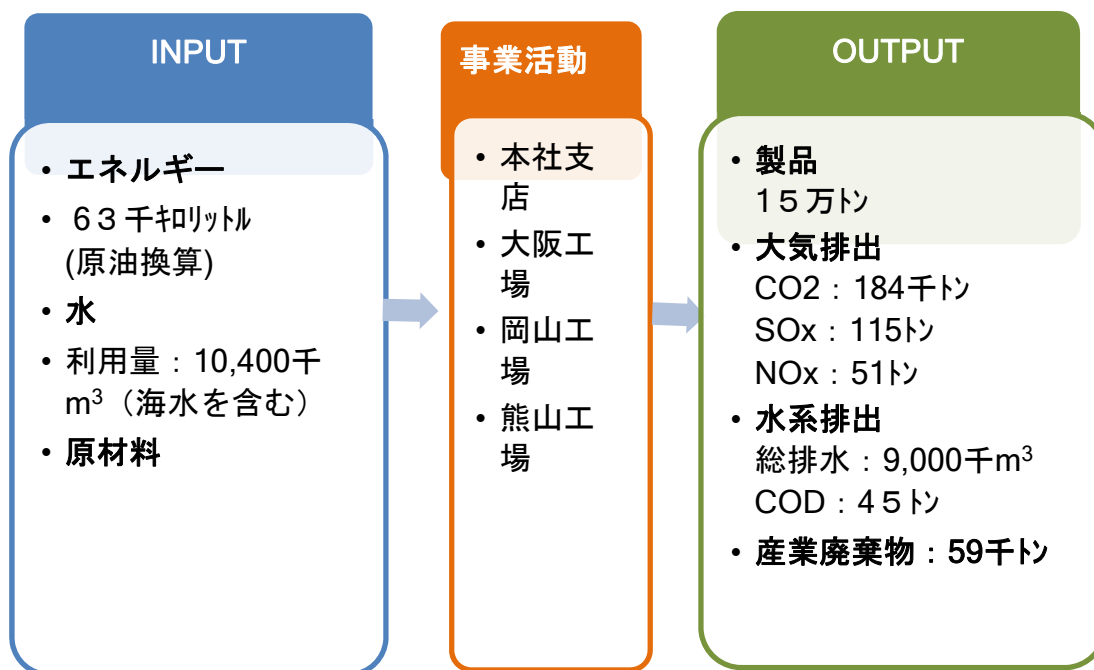 INPUT
• エネルギー
• ６３千ｷﾛﾘｯﾄﾙ
(原油換算)
• 水
• 利用量：10,400千
m³（海水を含む）
• 原材料
事業活動
• 本社支
店
• 大阪工
場
• 岡山工
場
• 熊山工
場
OUTPUT
• 製品
１５万ﾄﾝ
• 大気排出
CO2：184千ﾄﾝ
SOx：115ﾄﾝ
NOx：51ﾄﾝ
• 水系排出
総排水：9,000千m³
COD：４５ﾄﾝ
• 産業廃棄物：59千ﾄﾝ